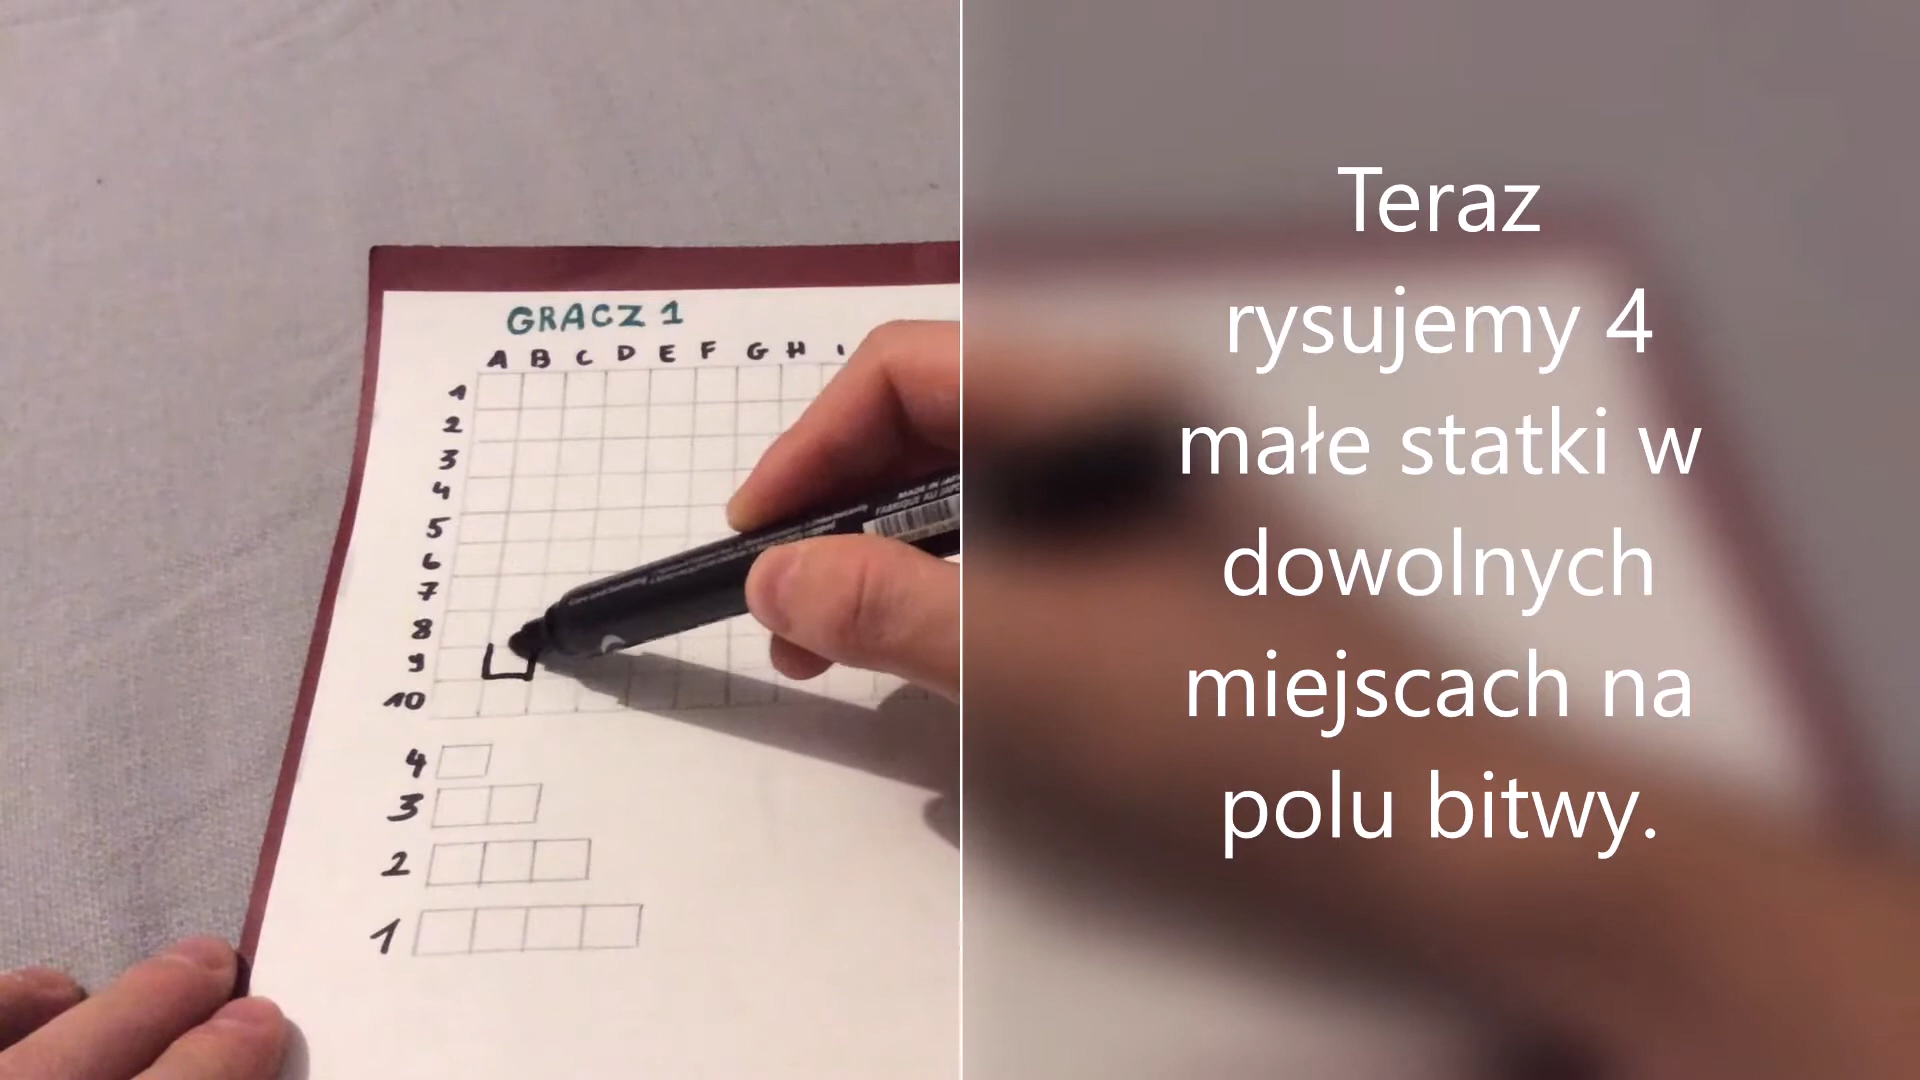 GRACZ 1
A B C D E F G H I
1
2
3
4
5
6
7
8
9
10
4
3
2
1
Teraz
rysujemy 4
małe statki w
dowolnych
miejscach na
polu bitwy.